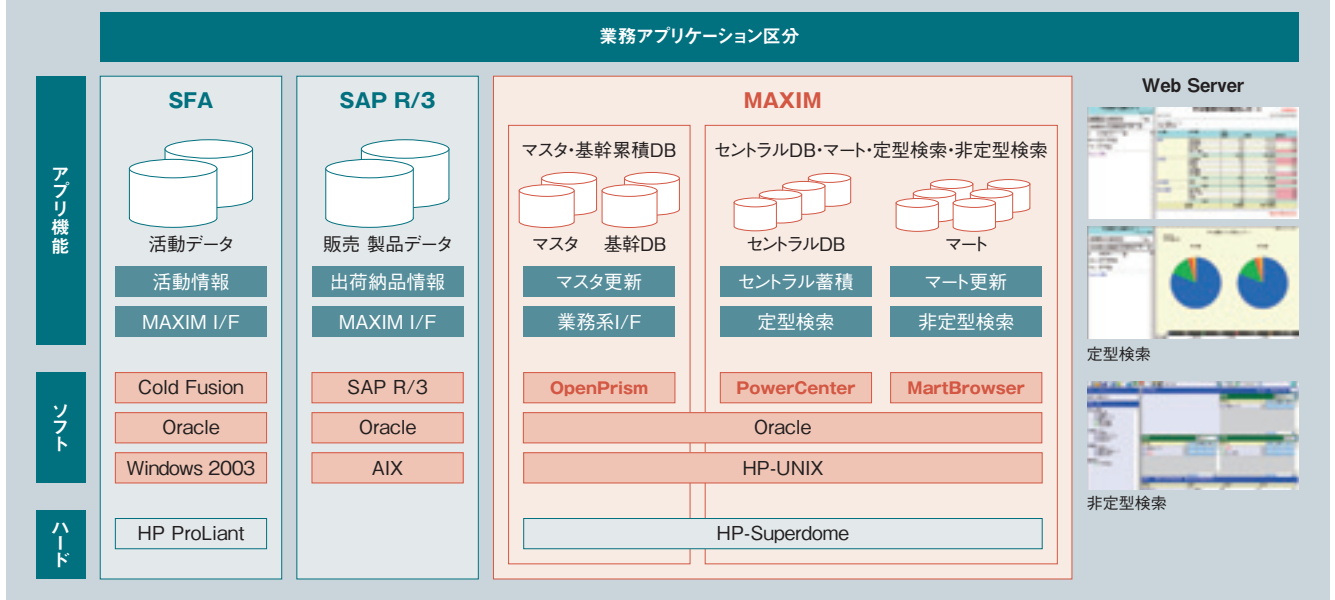 業務アプリケーション区分
アプリ機能
ソフト
ハード
SFA
活動データ
活動情報
MAXIM I/F
Cold Fusion
Oracle
Windows 2003
HP ProLiant
SAP R/3
販売 製品データ
出荷納品情報
MAXIM I/F
SAP R/3
Oracle
AIX
MAXIM
マスタ・基幹累積DB
マスタ 基幹DB
マスタ更新
業務系I/F
OpenPrism
セントラルDB・マート・定型検索・非定型検索
セントラルDB マート
セントラル蓄積 マート更新
定型検索 非定型検索
PowerCenter MartBrowser
Oracle
HP-UNIX
HP-Superdome
Web Server
定型検索
非定型検索